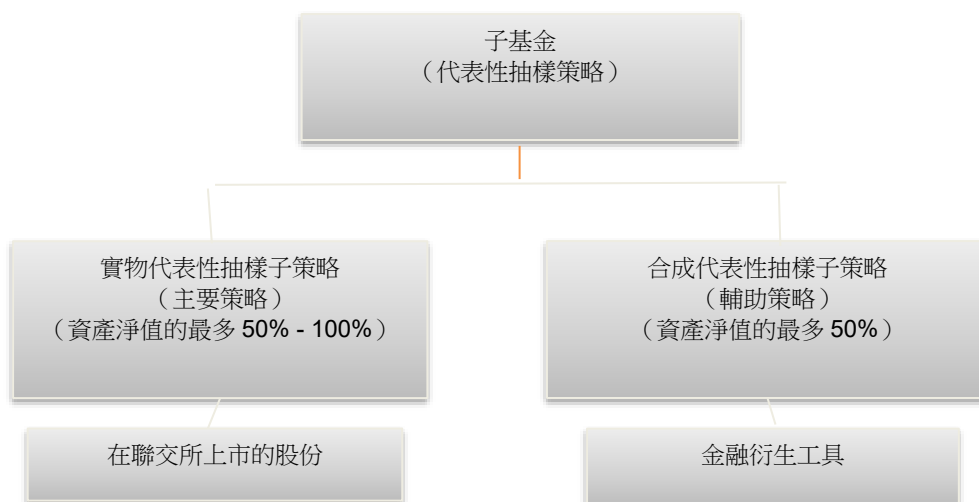 子基金
（代表性抽樣策略）
實物代表性抽樣子策略
（主要策略）
（資產淨值的最多 50% - 100%）
合成代表性抽樣子策略
（輔助策略）
（資產淨值的最多 50%）
在聯交所上市的股份
金融衍生工具